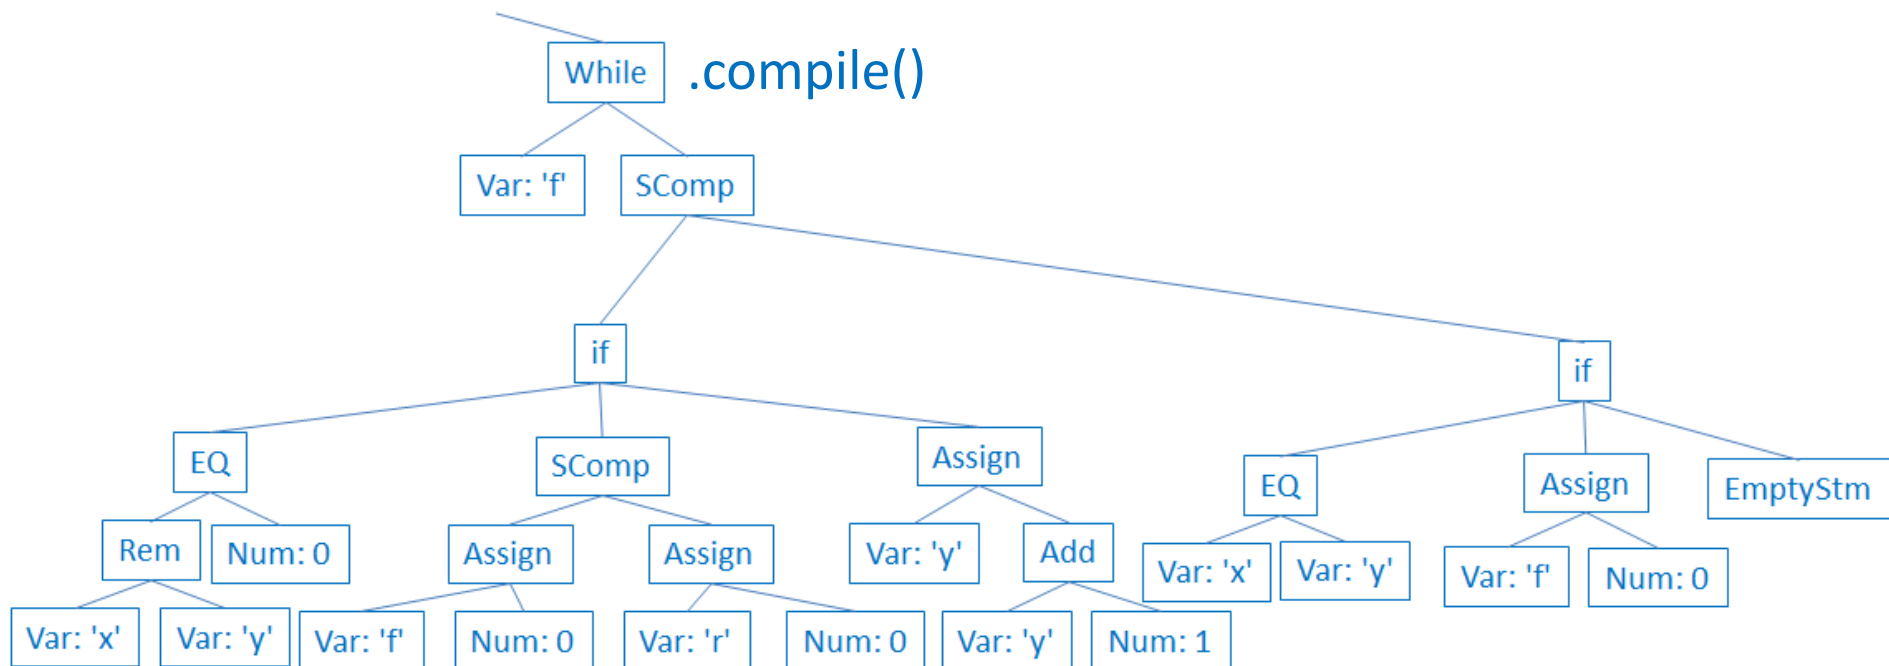 While .compile()
Var: 'f' SComp
if if
EQ SComp Assign EQ Assign EmptyStm
Rem Num: 0 Assign Assign Var: 'y' Add Var: 'x' Var: 'y' Var: 'f' Num: 0
Var: 'x' Var: 'y' Var: 'f' Num: 0 Var: 'r' Num: 0 Var: 'y' Num: 1